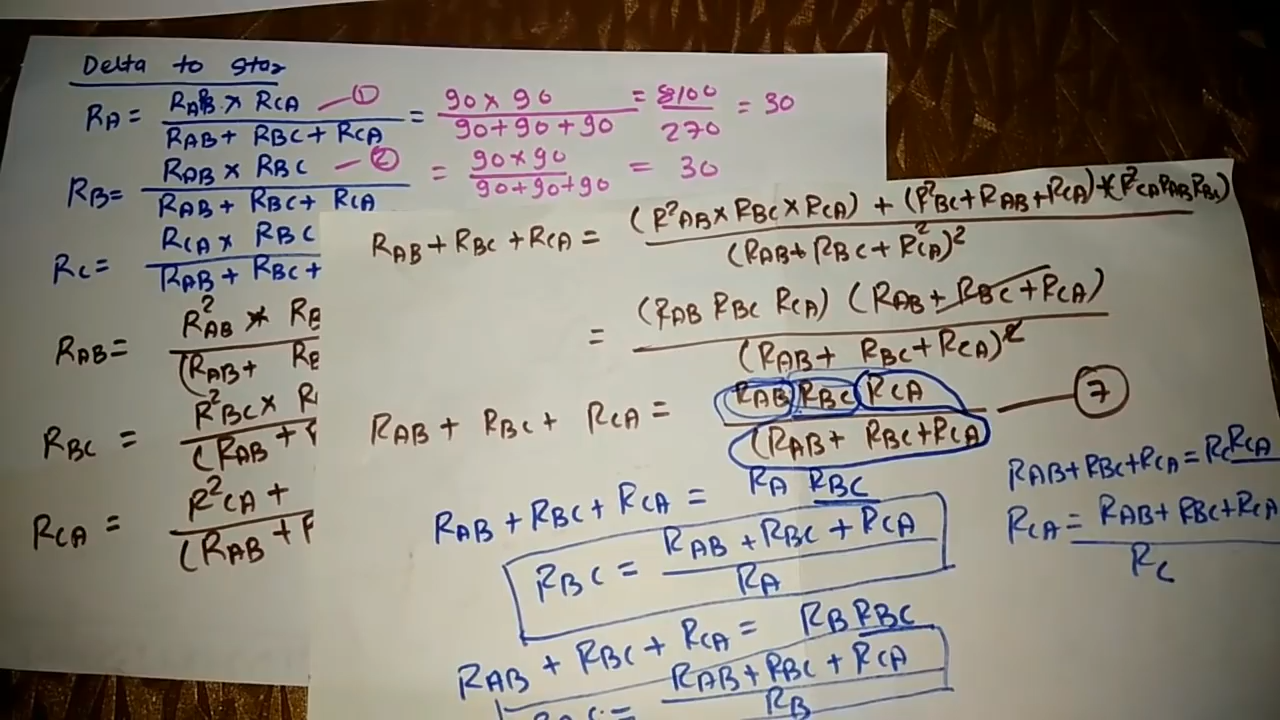 Delta to Star
RA = RAB × RCA —① / RAB + RBC + RCA = 90 × 90 / 90+90+90 = 8100 / 270 = 30
RB = RAB × RBC —② / RAB + RBC + RCA = 90×90 / 90+90+90 = 30
RC = RCA × RBC / RAB + RBC +
RAB = R²AB × RB / (RAB + RB
RBC = R²BC × R / (RAB +
RCA = R²CA + / (RAB +
RAB + RBC + RCA = (R²AB × RBC × RCA) + (R²BC + RAB + RCA) + (R²CA RAB RBC) / (RAB + RBC + R²CA)²
= (RAB RBC RCA) (RAB + RBC + RCA) / (RAB + RBC + RCA)²
RAB + RBC + RCA = RAB RBC RCA / (RAB + RBC + RCA — ⑦
RAB + RBC + RCA = RA RBC
RBC = RAB + RBC + RCA / RA
RAB + RBC + RCA = RB RBC
= RAB + RBC + RCA / RB
RAB + RBC + RCA = RC RCA
RCA = RAB + RBC + RCA / RC